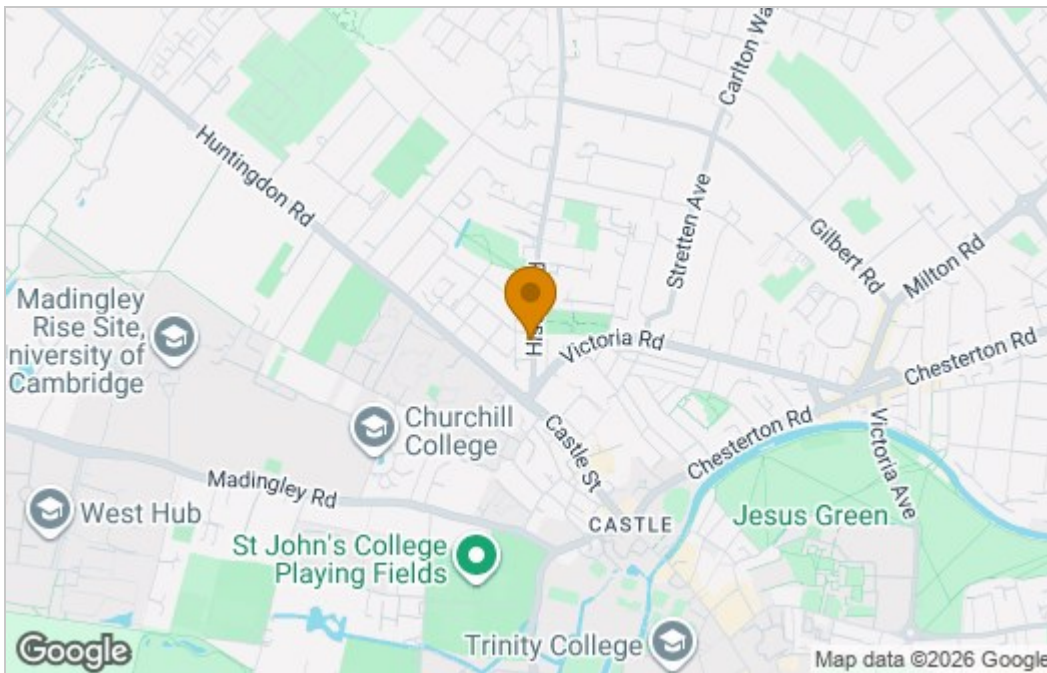 Carlton Wa
Huntingdon Rd
Stretten Ave
Gilbert Rd
Milton Rd
Madingley
Rise Site,
niversity of
Cambridge
His
Victoria Rd
Chesterton Rd
Churchill
College
Castle St
Chesterton Rd
Victoria Ave
Madingley Rd
West Hub
CASTLE
Jesus Green
St John's College
Playing Fields
Trinity College
Google
Map data ©2026 Google